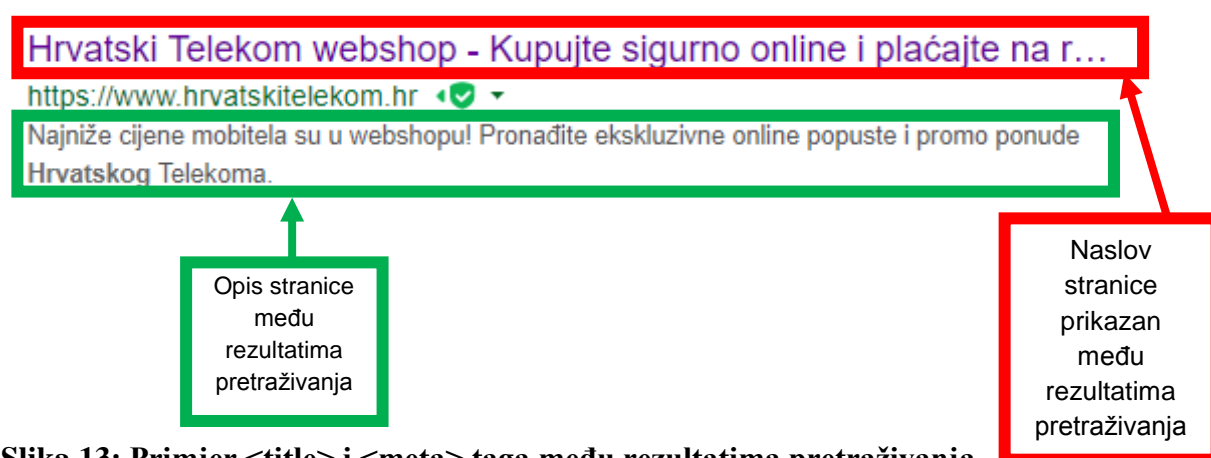 Hrvatski Telekom webshop - Kupujte sigurno online i plaćajte na r...
https://www.hrvatskitelekom.hr
Najniže cijene mobitela su u webshopu! Pronađite ekskluzivne online popuste i promo ponude
Hrvatskog Telekoma.
Opis stranice
među
rezultatima
pretraživanja
Naslov
stranice
prikazan
među
rezultatima
pretraživanja
Slika 13: Primjer <title> i <meta> taga među rezultatima pretraživanja